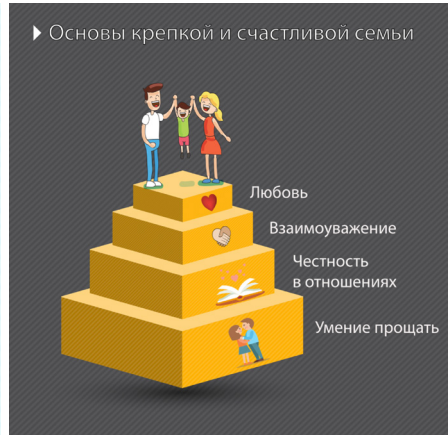 Основы крепкой и счастливой семьи
Любовь
Взаимоуважение
Честность
в отношениях
Умение прощать